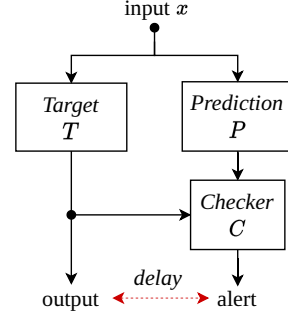 input x
Target
T
Prediction
P
Checker
C
delay
output
alert